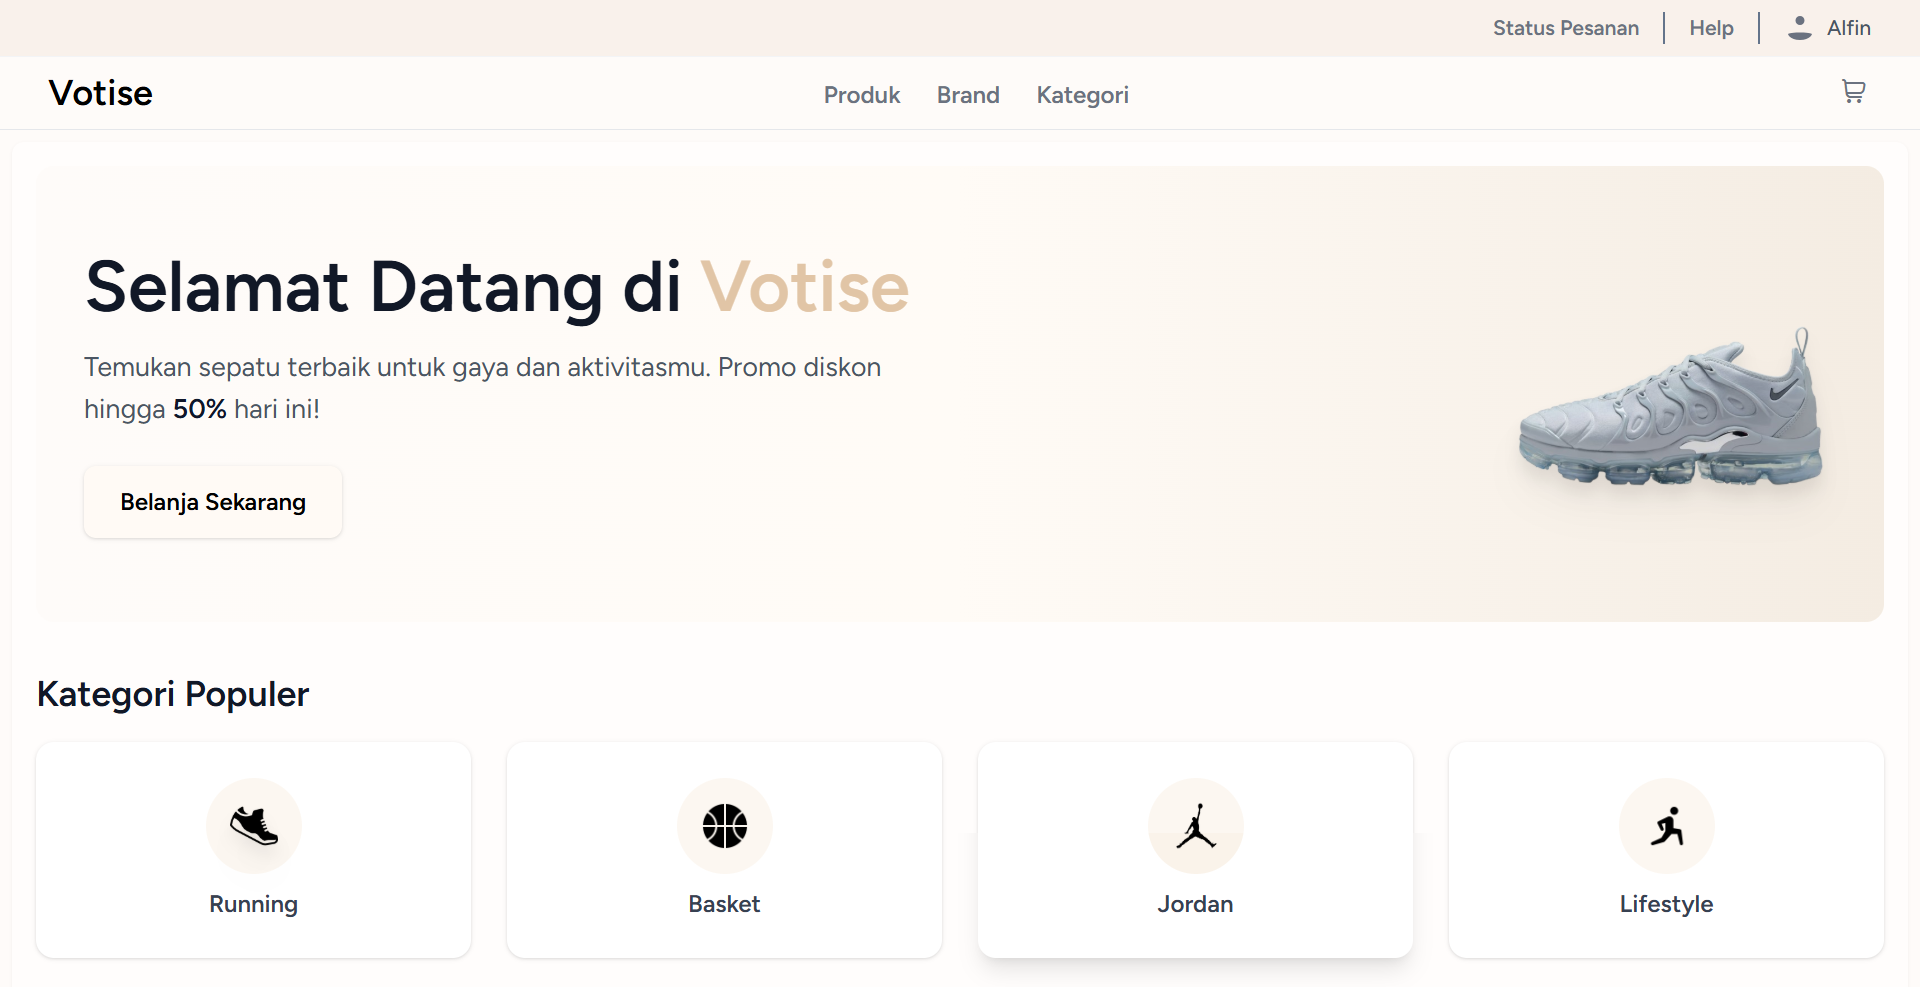 Status Pesanan
Help
Alfin
Votise
Produk
Brand
Kategori
Selamat Datang di Votise
Temukan sepatu terbaik untuk gaya dan aktivitasmu. Promo diskon
hingga 50% hari ini!
Belanja Sekarang
Kategori Populer
Running
Basket
Jordan
Lifestyle